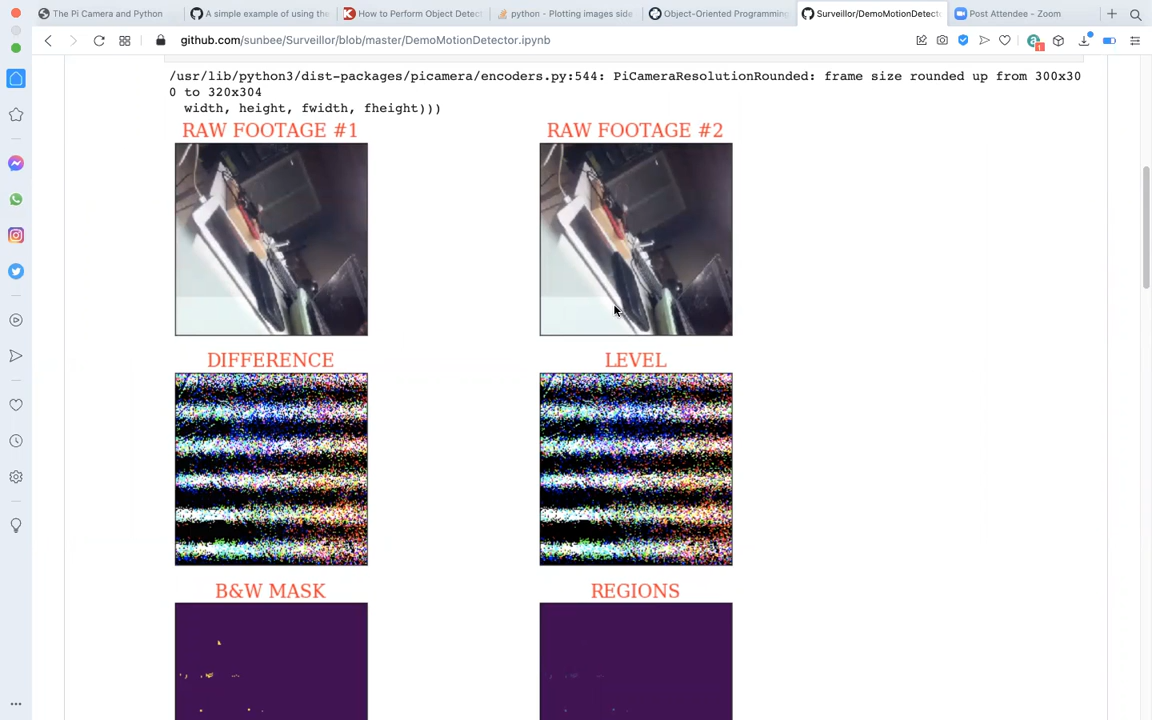 The Pi Camera and Python
A simple example of using the
How to Perform Object Detect
python - Plotting images side
Object-Oriented Programming
Surveillor/DemoMotionDetecto
Post Attendee - Zoom
github.com/sunbee/Surveillor/blob/master/DemoMotionDetector.ipynb
1
/usr/lib/python3/dist-packages/picamera/encoders.py:544: PiCameraResolutionRounded: frame size rounded up from 300x30
0 to 320x304
width, height, fwidth, fheight)))
RAW FOOTAGE #1
RAW FOOTAGE #2
DIFFERENCE
LEVEL
B&W MASK
REGIONS